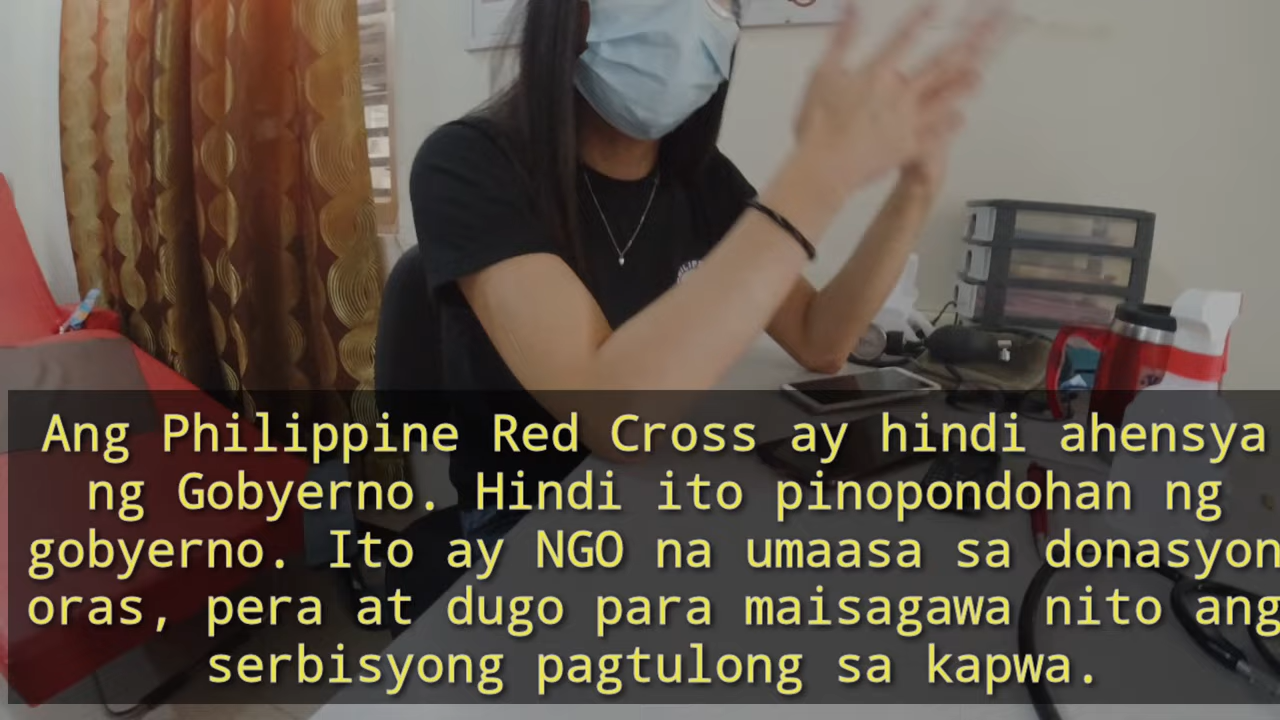 Ang Philippine Red Cross ay hindi ahensya
ng Gobyerno. Hindi ito pinopondohan ng
gobyerno. Ito ay NGO na umaasa sa donasyon
oras, pera at dugo para maisagawa nito ang
serbisyong pagtulong sa kapwa.